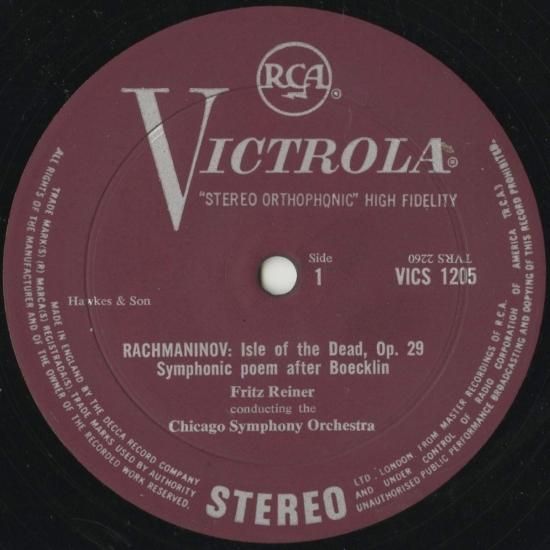 RCA
VICTROLA
"STEREO ORTHOPHONIC" HIGH FIDELITY
Side
1
TVRS 2260
VICS 1205
Hawkes & Son
RACHMANINOV: Isle of the Dead, Op. 29
Symphonic poem after Boecklin
Fritz Reiner
conducting the
Chicago Symphony Orchestra
STEREO
TRADE MARK(S) (R) MARCA(S) REGISTRADA(S) TRADE MARKS USED BY AUTHORITY
ALL RIGHTS OF THE MANUFACTURER AND OF THE OWNER OF THE RECORDED WORK RESERVED.
MADE IN ENGLAND BY THE DECCA RECORD COMPANY
LTD., LONDON, FROM MASTER RECORDINGS OF R.C.A.
AND UNDER CONTROL OF RADIO CORPORATION OF AMERICA (R.C.A.)
UNAUTHORISED PUBLIC PERFORMANCE, BROADCASTING AND COPYING OF THIS RECORD PROHIBITED.